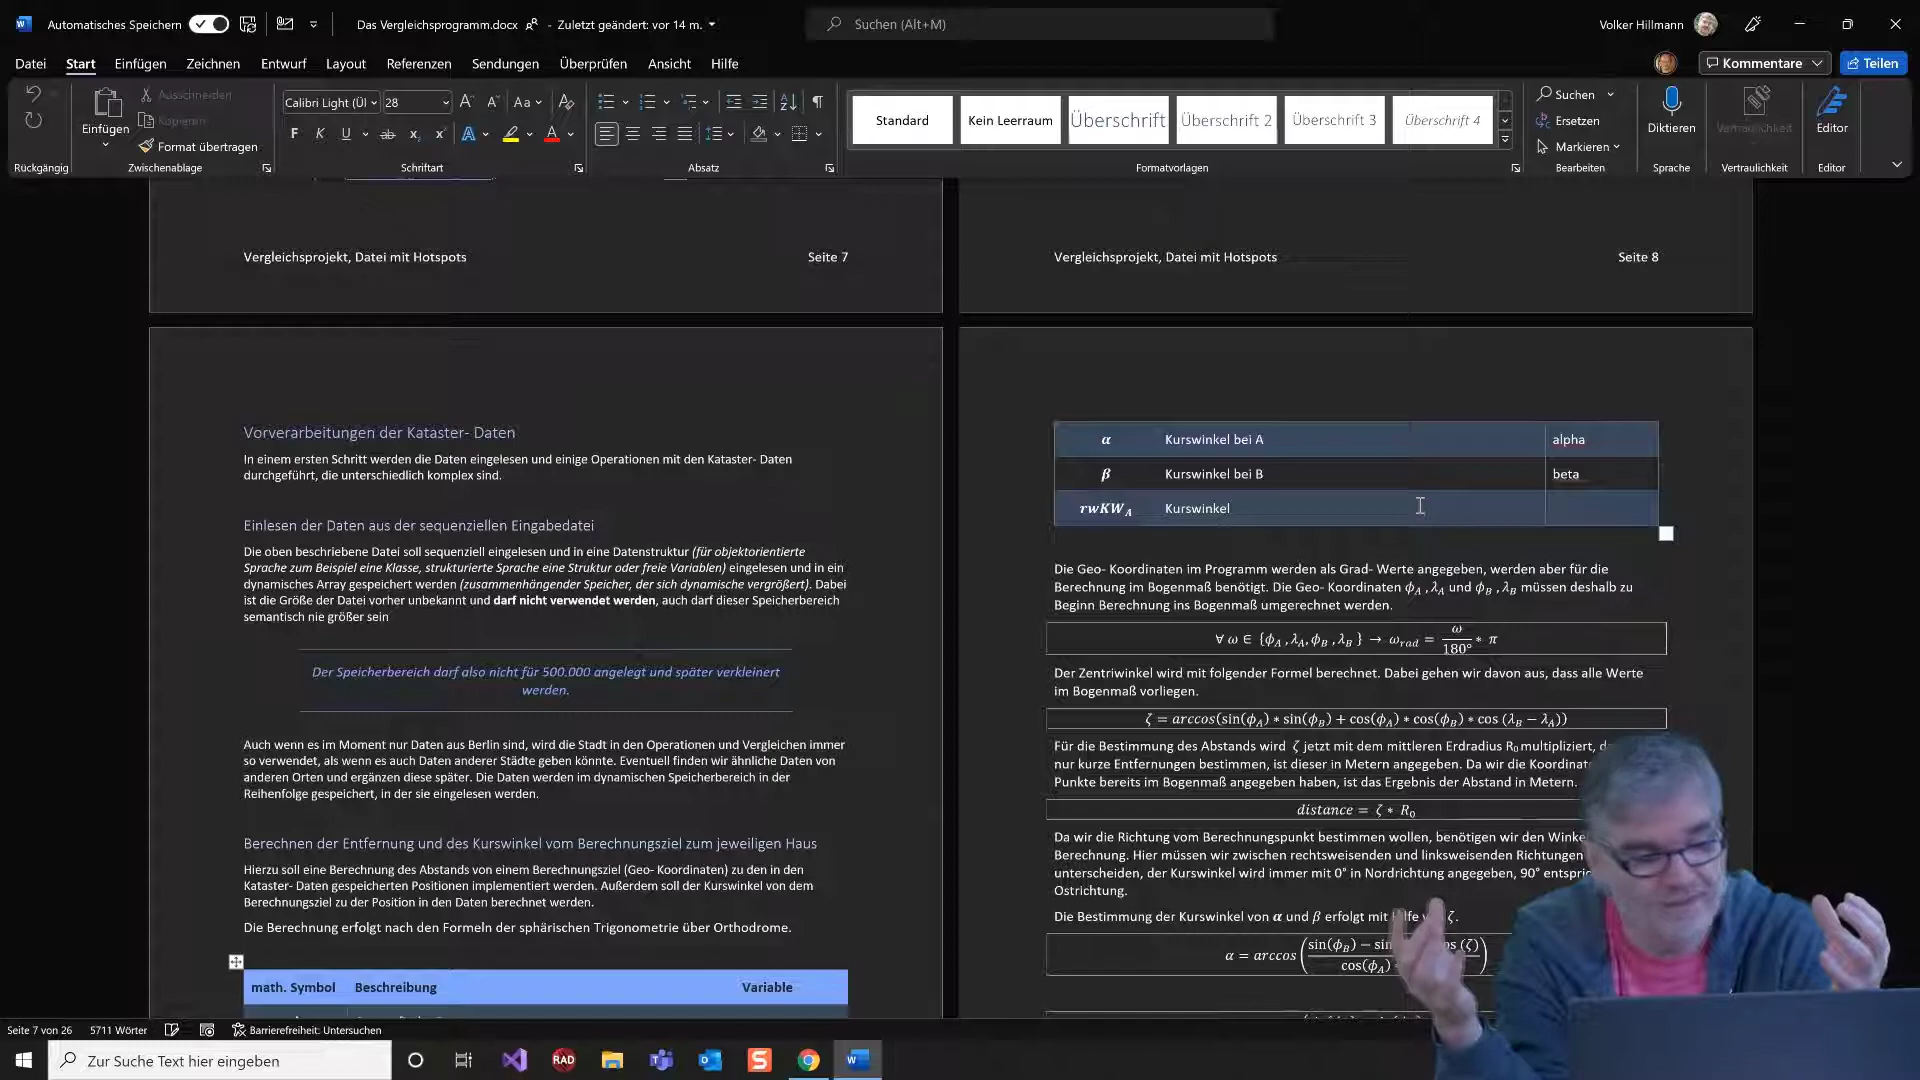 Automatisches Speichern
Das Vergleichsprogramm.docx
- Zuletzt geändert: vor 14 m.
Suchen (Alt+M)
Volker Hillmann
Datei
Start
Einfügen
Zeichnen
Entwurf
Layout
Referenzen
Sendungen
Überprüfen
Ansicht
Hilfe
Kommentare
Teilen
Einfügen
Ausschneiden
Kopieren
Format übertragen
Calibri Light (Ül
28
Standard
Kein Leerraum
Überschrift
Überschrift 2
Überschrift 3
Überschrift 4
Suchen
Ersetzen
Markieren
Diktieren
Vertraulichkeit
Editor
Rückgängig
Zwischenablage
Schriftart
Absatz
Formatvorlagen
Bearbeiten
Sprache
Vertraulichkeit
Editor
Vergleichsprojekt, Datei mit Hotspots Seite 7
Vergleichsprojekt, Datei mit Hotspots Seite 8
Vorverarbeitungen der Kataster- Daten
In einem ersten Schritt werden die Daten eingelesen und einige Operationen mit den Kataster- Daten
durchgeführt, die unterschiedlich komplex sind.
Einlesen der Daten aus der sequenziellen Eingabedatei
Die oben beschriebene Datei soll sequenziell eingelesen und in eine Datenstruktur (für objektorientierte
Sprache zum Beispiel eine Klasse, strukturierte Sprache eine Struktur oder freie Variablen) eingelesen und in ein
dynamisches Array gespeichert werden (zusammenhängender Speicher, der sich dynamische vergrößert). Dabei
ist die Größe der Datei vorher unbekannt und darf nicht verwendet werden, auch darf dieser Speicherbereich
semantisch nie größer sein
Der Speicherbereich darf also nicht für 500.000 angelegt und später verkleinert
werden.
Auch wenn es im Moment nur Daten aus Berlin sind, wird die Stadt in den Operationen und Vergleichen immer
so verwendet, als wenn es auch Daten anderer Städte geben könnte. Eventuell finden wir ähnliche Daten von
anderen Orten und ergänzen diese später. Die Daten werden im dynamischen Speicherbereich in der
Reihenfolge gespeichert, in der sie eingelesen werden.
Berechnen der Entfernung und des Kurswinkel vom Berechnungsziel zum jeweiligen Haus
Hierzu soll eine Berechnung des Abstands von einem Berechnungsziel (Geo- Koordinaten) zu den in den
Kataster- Daten gespeicherten Positionen implementiert werden. Außerdem soll der Kurswinkel von dem
Berechnungsziel zu der Position in den Daten berechnet werden.
Die Berechnung erfolgt nach den Formeln der sphärischen Trigonometrie über Orthodrome.
math. Symbol Beschreibung Variable
α Kurswinkel bei A alpha
β Kurswinkel bei B beta
rwKW_A Kurswinkel
Die Geo- Koordinaten im Programm werden als Grad- Werte angegeben, werden aber für die
Berechnung im Bogenmaß benötigt. Die Geo- Koordinaten ϕ_A ,λ_A und ϕ_B ,λ_B müssen deshalb zu
Beginn Berechnung ins Bogenmaß umgerechnet werden.
∀ ω ∈ {ϕ_A ,λ_A, ϕ_B ,λ_B } → ω_rad = ω/180° * π
Der Zentriwinkel wird mit folgender Formel berechnet. Dabei gehen wir davon aus, dass alle Werte
im Bogenmaß vorliegen.
ζ = arccos(sin(ϕ_A) * sin(ϕ_B) + cos(ϕ_A) * cos(ϕ_B) * cos (λ_B − λ_A))
Für die Bestimmung des Abstands wird ζ jetzt mit dem mittleren Erdradius R₀ multipliziert,
nur kurze Entfernungen bestimmen, ist dieser in Metern angegeben. Da wir die
Punkte bereits im Bogenmaß angegeben haben, ist das Ergebnis der Abstand in Metern.
distance = ζ * R₀
Da wir die Richtung vom Berechnungspunkt bestimmen wollen, benötigen wir den
Berechnung. Hier müssen wir zwischen rechtsweisenden und linksweisenden Richtungen
unterscheiden, der Kurswinkel wird immer mit 0° in Nordrichtung angegeben, 90°
Ostrichtung.
Die Bestimmung der Kurswinkel von α und β erfolgt mit ζ.
α = arccos
sin(ϕ_B) −
(ζ)
cos(ϕ_A)
Seite 7 von 26
5711 Wörter
Barrierefreiheit: Untersuchen
Zur Suche Text hier eingeben
RAD